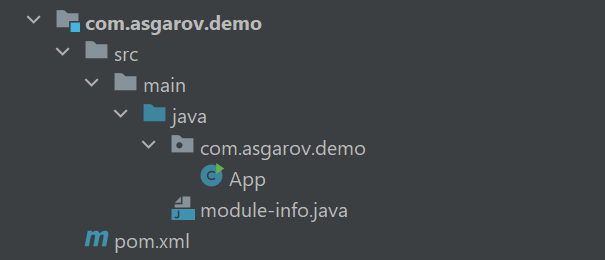 com.asgarov.demo
src
main
java
com.asgarov.demo
C App
J module-info.java
m pom.xml